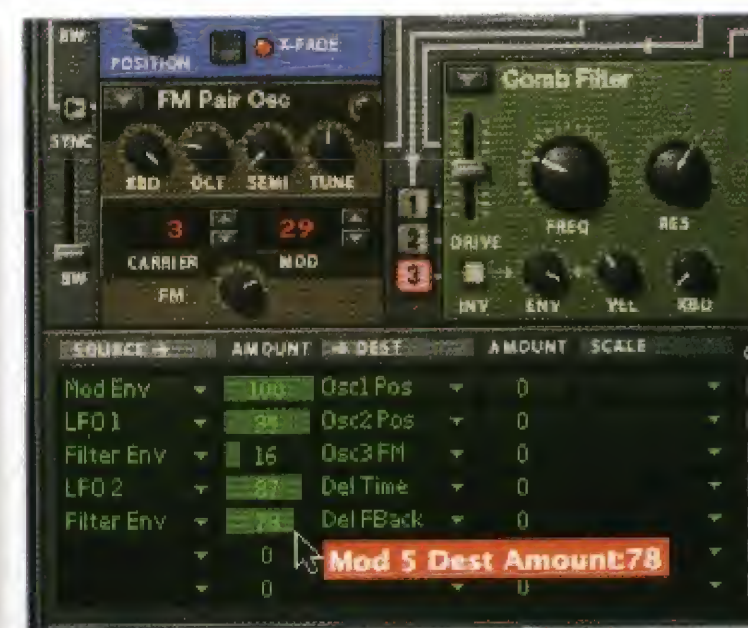 BW
POSITION
X-FADE
FM Pair Osc
Comb Filter
SYNC
KBD OCT SEMI TUNE
1
2
3
DRIVE
FREQ
RES
3
29
CARRIER
MOD
BW
FM
INV ENV VEL KBD
SOURCE AMOUNT DEST AMOUNT SCALE
Mod Env 100 Osc1 Pos 0
LFO 1 Osc2 Pos 0
Filter Env 16 Osc3 FM 0
LFO 2 87 Del Time 0
Filter Env Del FBack 0
0
Mod 5 Dest Amount:78
0 0